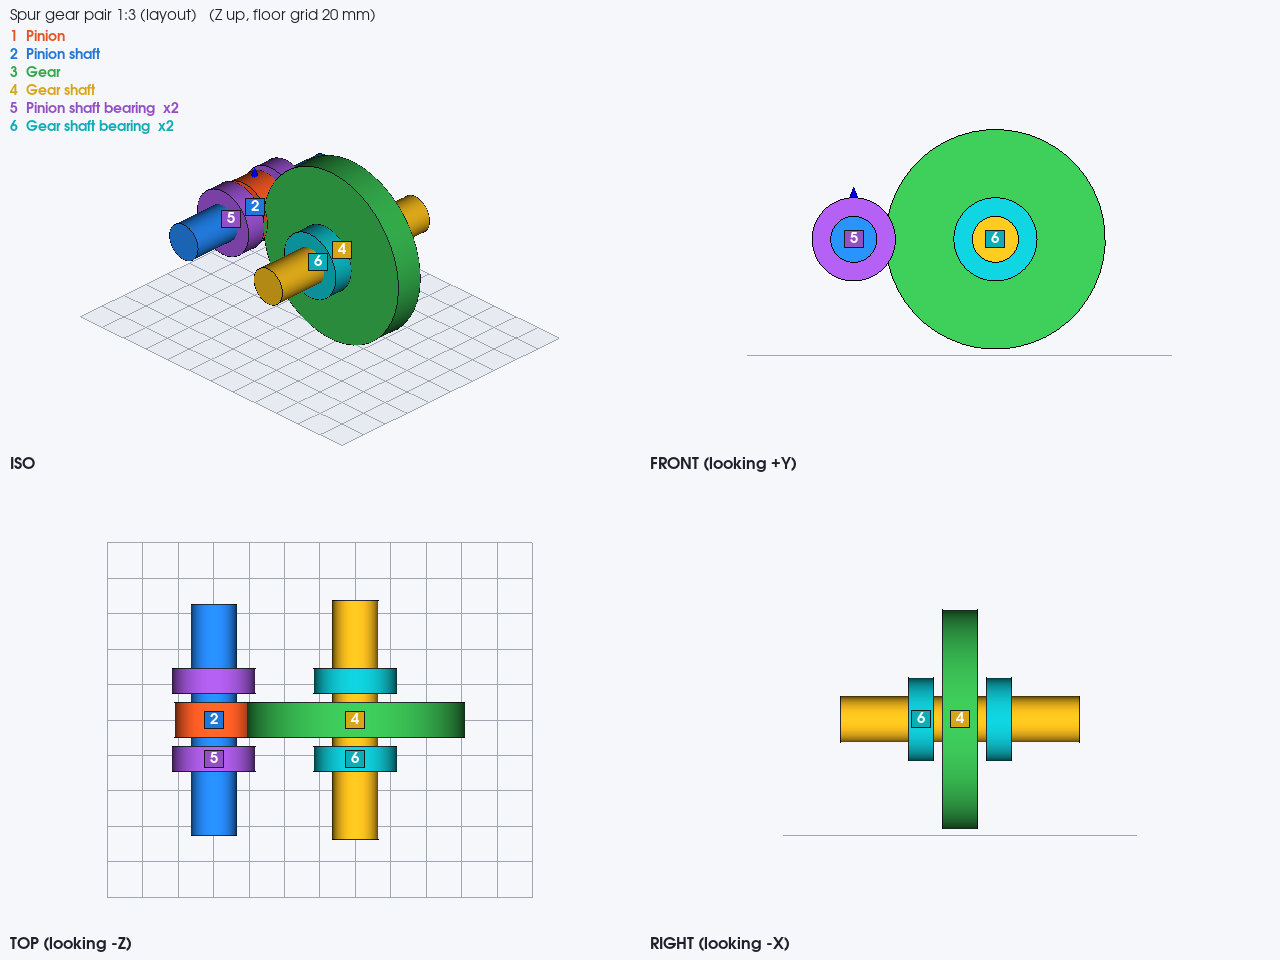 Spur gear pair 1:3 (layout)   (Z up, floor grid 20 mm)
1  Pinion
2  Pinion shaft
3  Gear
4  Gear shaft
5  Pinion shaft bearing  x2
6  Gear shaft bearing  x2
2
5
4
6
5
6
ISO
FRONT (looking +Y)
2
4
5
6
6
4
TOP (looking -Z)
RIGHT (looking -X)